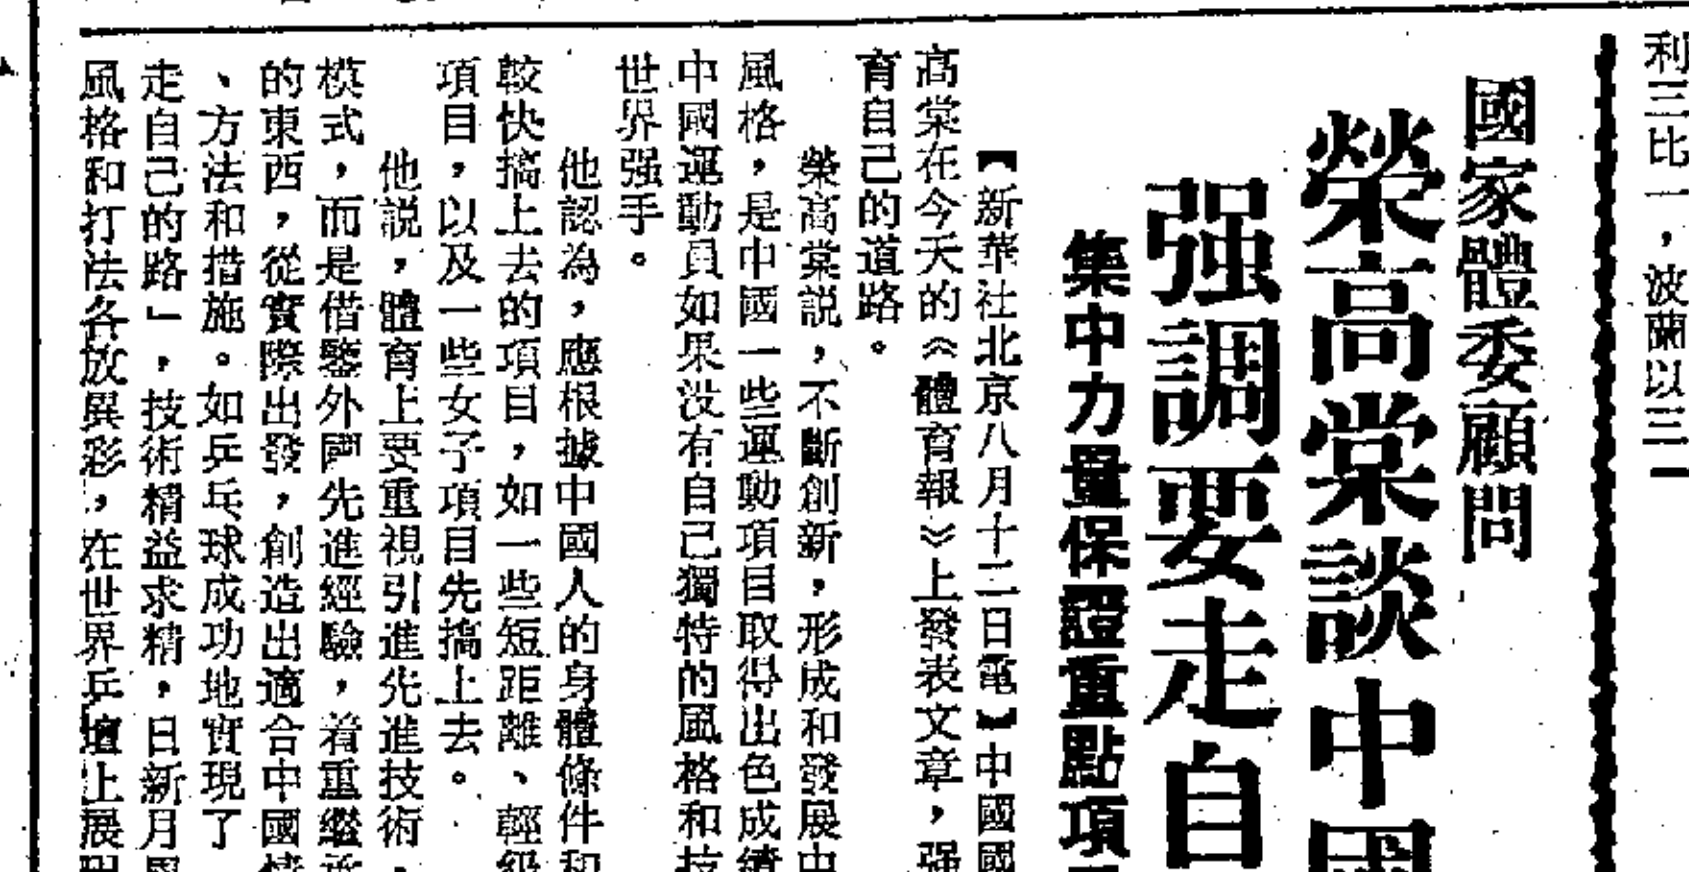 利三比一，波蘭以三一
國家體委顧問
榮高棠談中國
强調要走自
集中力量保證重點項
【新華社北京八月十二日電】中國國
高棠在今天的《體育報》上發表文章，强
育自己的道路。
榮高棠説，不斷創新，形成和發展中
風格，是中國一些運動項目取得出色成績
中國運動員如果没有自己獨特的風格和技
世界强手。
他認為，應根據中國人的身體條件和
較快搞上去的項目，如一些短距離、輕級
項目，以及一些女子項目先搞上去。
他説，體育上要重視引進先進技術，
模式，而是借鑒外國先進經驗，着重繼承
的東西，從實際出發，創造出適合中國情
、方法和措施。如乒乓球成功地實現了
走自己的路」，技術精益求精，日新月異
風格和打法各放異彩，在世界乒壇上展現